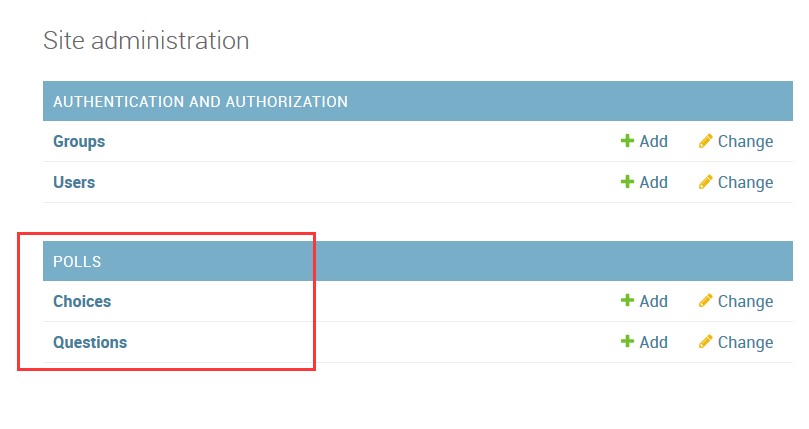 Site administration
AUTHENTICATION AND AUTHORIZATION
Groups Add Change
Users Add Change
POLLS
Choices Add Change
Questions Add Change